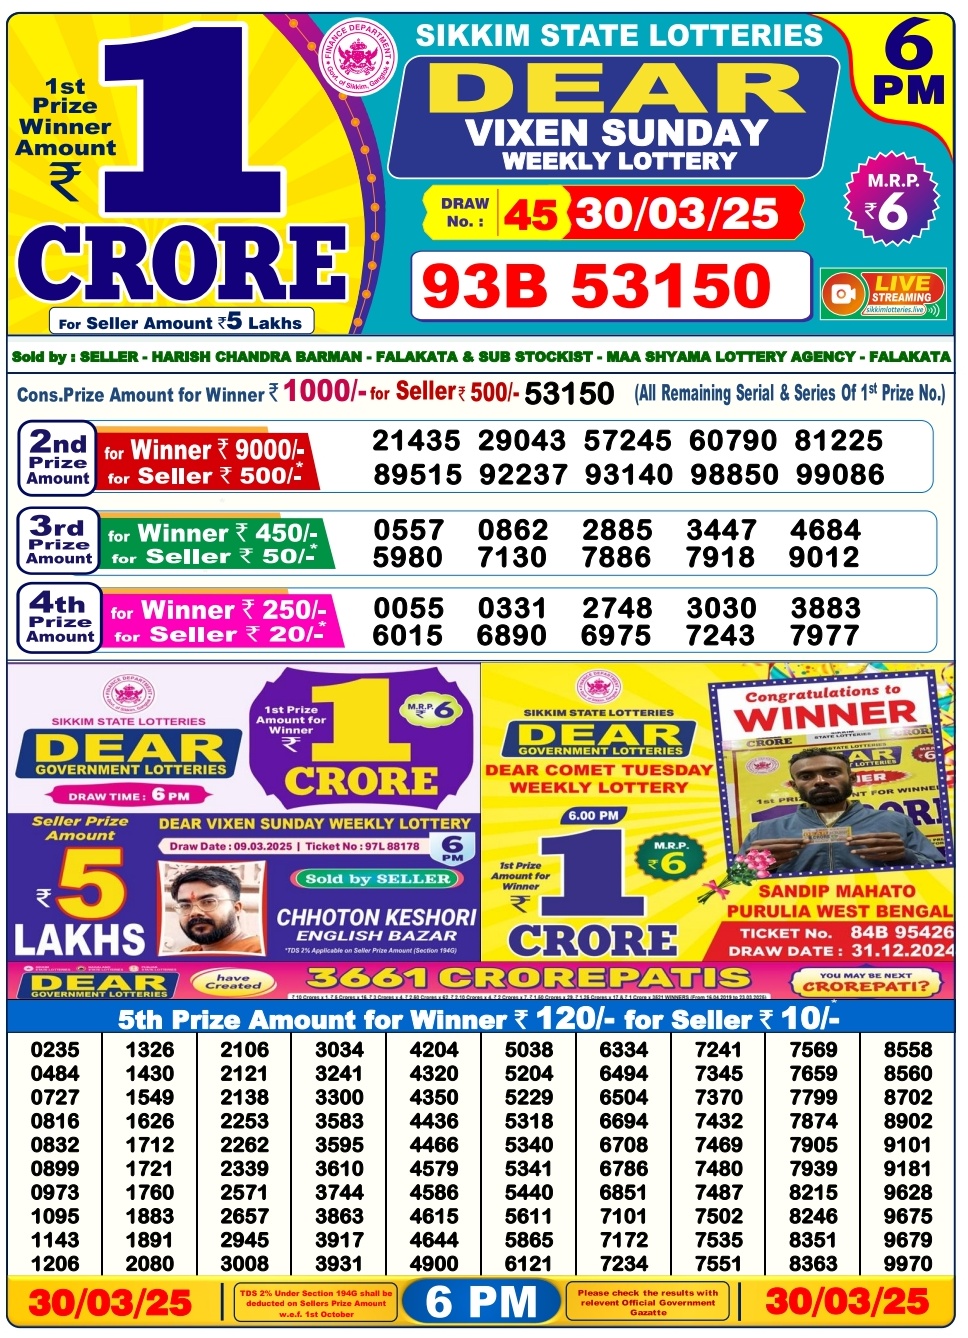 1st
Prize
Winner
Amount
₹
1
CRORE
For Seller Amount ₹5 Lakhs
FINANCE DEPARTMENT
Govt. of Sikkim, Gangtok
SIKKIM STATE LOTTERIES
DEAR
VIXEN SUNDAY
WEEKLY LOTTERY
6
PM
DRAW
No. :
45
30/03/25
M.R.P.
₹6
93B 53150
LIVE
STREAMING
sikkimlotteries.live
Sold by : SELLER - HARISH CHANDRA BARMAN - FALAKATA & SUB STOCKIST - MAA SHYAMA LOTTERY AGENCY - FALAKATA
Cons.Prize Amount for Winner ₹ 1000/- for Seller ₹ 500/- 53150 (All Remaining Serial & Series Of 1st Prize No.)
2nd
Prize
Amount
for Winner ₹ 9000/-
for Seller ₹ 500/-*
21435 29043 57245 60790 81225
89515 92237 93140 98850 99086
3rd
Prize
Amount
for Winner ₹ 450/-
for Seller ₹ 50/-*
0557 0862 2885 3447 4684
5980 7130 7886 7918 9012
4th
Prize
Amount
for Winner ₹ 250/-
for Seller ₹ 20/-*
0055 0331 2748 3030 3883
6015 6890 6975 7243 7977
SIKKIM STATE LOTTERIES
DEAR
GOVERNMENT LOTTERIES
DRAW TIME : 6 PM
1st Prize
Amount for
Winner
₹
1
CRORE
M.R.P.
₹ 6
Seller Prize
Amount
₹5
LAKHS
DEAR VIXEN SUNDAY WEEKLY LOTTERY
Draw Date : 09.03.2025 | Ticket No : 97L 88178
6
PM
Sold by SELLER
CHHOTON KESHORI
ENGLISH BAZAR
*TDS 2% Applicable on Seller Prize Amount (Section 194G)
SIKKIM STATE LOTTERIES
DEAR
GOVERNMENT LOTTERIES
DEAR COMET TUESDAY
WEEKLY LOTTERY
6.00 PM
1st Prize
Amount for
Winner
₹
1
CRORE
M.R.P.
₹6
Congratulations to
WINNER
SANDIP MAHATO
PURULIA WEST BENGAL
TICKET No. 84B 95426
DRAW DATE : 31.12.2024
DEAR
GOVERNMENT LOTTERIES
have
Created
3661 CROREPATIS
YOU MAY BE NEXT
CROREPATI?
5th Prize Amount for Winner ₹ 120/- for Seller ₹ 10/-*
0235 1326 2106 3034 4204 5038 6334 7241 7569 8558
0484 1430 2121 3241 4320 5204 6494 7345 7659 8560
0727 1549 2138 3300 4350 5229 6504 7370 7799 8702
0816 1626 2253 3583 4436 5318 6694 7432 7874 8902
0832 1712 2262 3595 4466 5340 6708 7469 7905 9101
0899 1721 2339 3610 4579 5341 6786 7480 7939 9181
0973 1760 2571 3744 4586 5440 6851 7487 8215 9628
1095 1883 2657 3863 4615 5611 7101 7502 8246 9675
1143 1891 2945 3917 4644 5865 7172 7535 8351 9679
1206 2080 3008 3931 4900 6121 7234 7551 8363 9970
30/03/25
TDS 2% Under Section 194G shall be
deducted on Sellers Prize Amount
w.e.f. 1st October
6 PM
Please check the results with
relevent Official Government
Gazatte
30/03/25